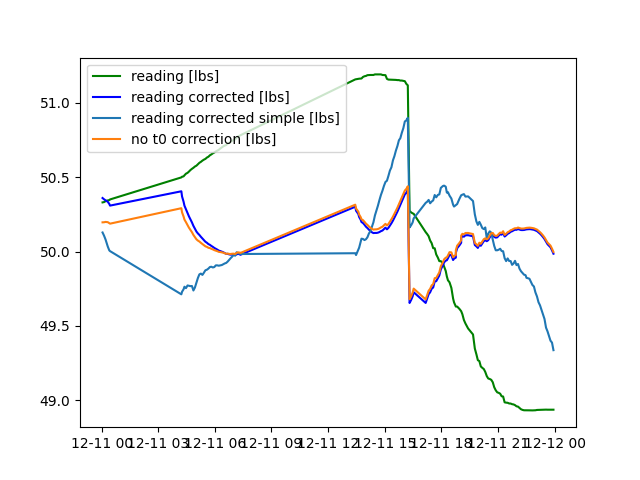 reading [lbs]
reading corrected [lbs]
reading corrected simple [lbs]
no t0 correction [lbs]
51.0
50.5
50.0
49.5
49.0
12-11 00 12-11 03 12-11 06 12-11 09 12-11 12 12-11 15 12-11 18 12-11 21 12-12 00